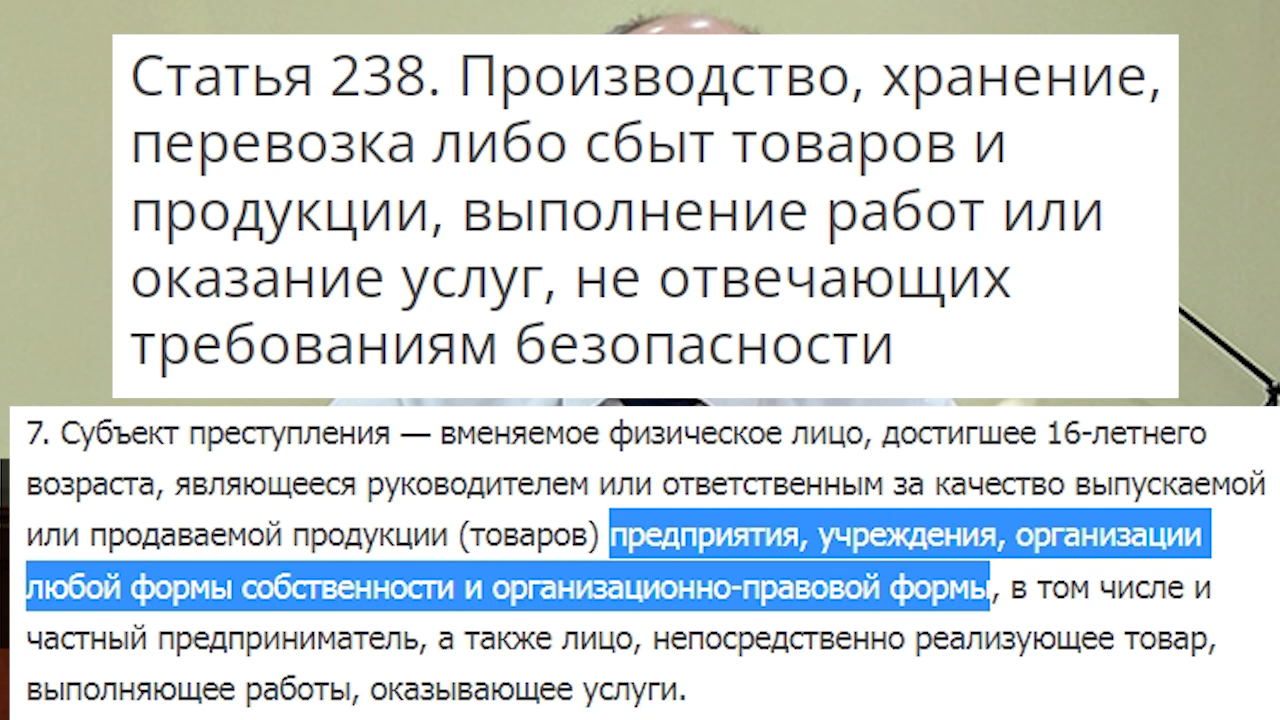 Статья 238. Производство, хранение,
перевозка либо сбыт товаров и
продукции, выполнение работ или
оказание услуг, не отвечающих
требованиям безопасности
7. Субъект преступления — вменяемое физическое лицо, достигшее 16-летнего
возраста, являющееся руководителем или ответственным за качество выпускаемой
или продаваемой продукции (товаров) предприятия, учреждения, организации
любой формы собственности и организационно-правовой формы, в том числе и
частный предприниматель, а также лицо, непосредственно реализующее товар,
выполняющее работы, оказывающее услуги.